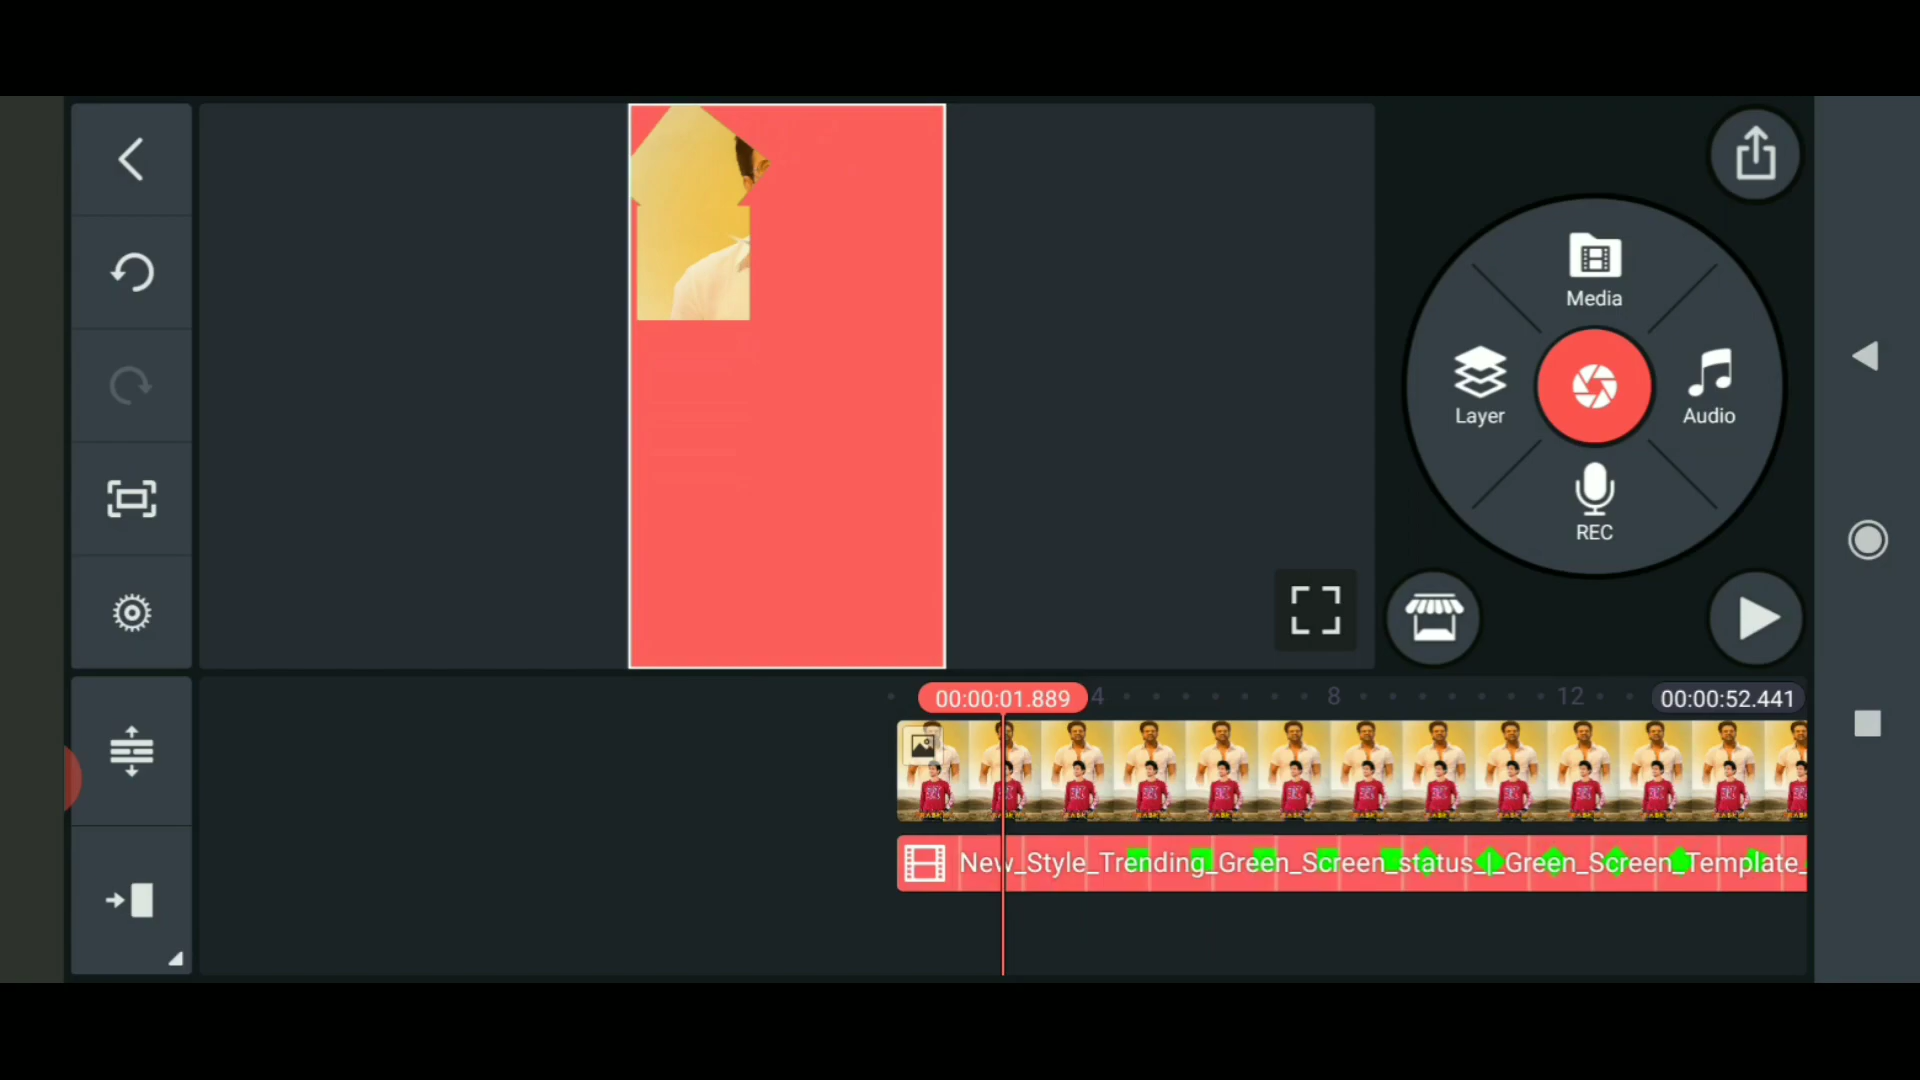 Media
Layer
Audio
REC
00:00:01.889
4
8
12
00:00:52.441
New_Style_Trending_Green_Screen_status_|_Green_Screen_Template_